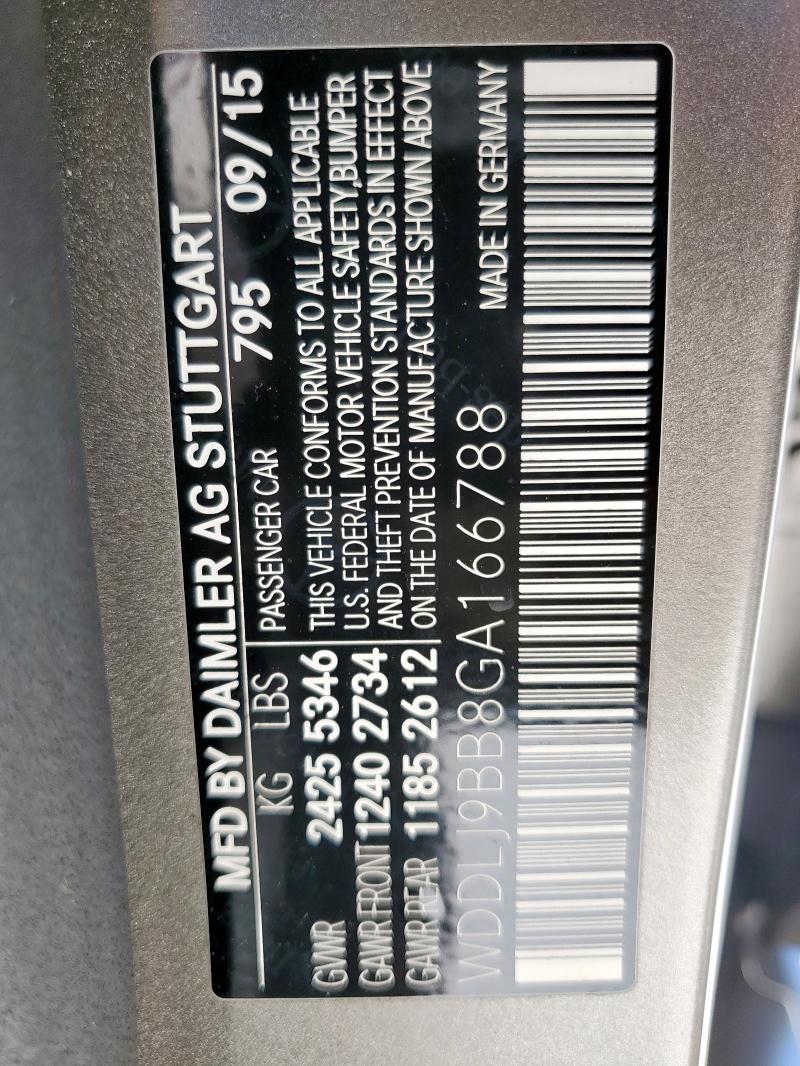 MFD BY DAIMLER AG STUTTGART
KG LBS PASSENGER CAR 795 09/15
GVWR 2425 5346 THIS VEHICLE CONFORMS TO ALL APPLICABLE
GAWR FRONT 1240 2734 U.S. FEDERAL MOTOR VEHICLE SAFETY,BUMPER
GAWR REAR 1185 2612 AND THEFT PREVENTION STANDARDS IN EFFECT
ON THE DATE OF MANUFACTURE SHOWN ABOVE
WDDLJ9BB8GA166788 MADE IN GERMANY